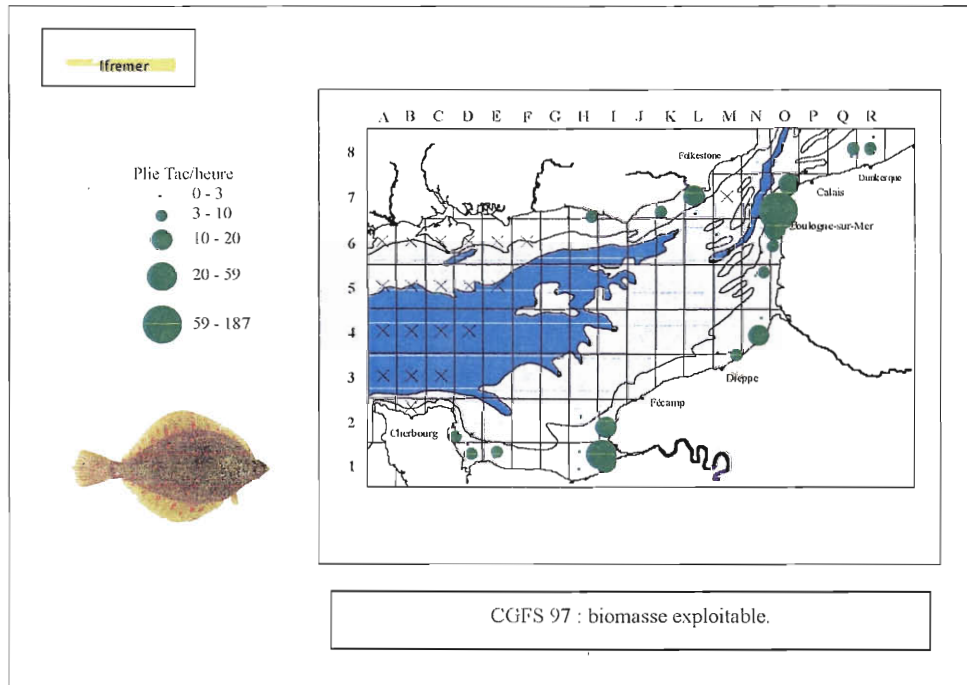 Ifremer
Plie Tac/heure
0 - 3
3 - 10
10 - 20
20 - 59
59 - 187
A B C D E F G H I J K L M N O P Q R
8
7
6
5
4
3
2
1
Folkestone
Dunkerque
Calais
Boulogne-sur-Mer
Dieppe
Fécamp
Cherbourg
CGFS 97 : biomasse exploitable.